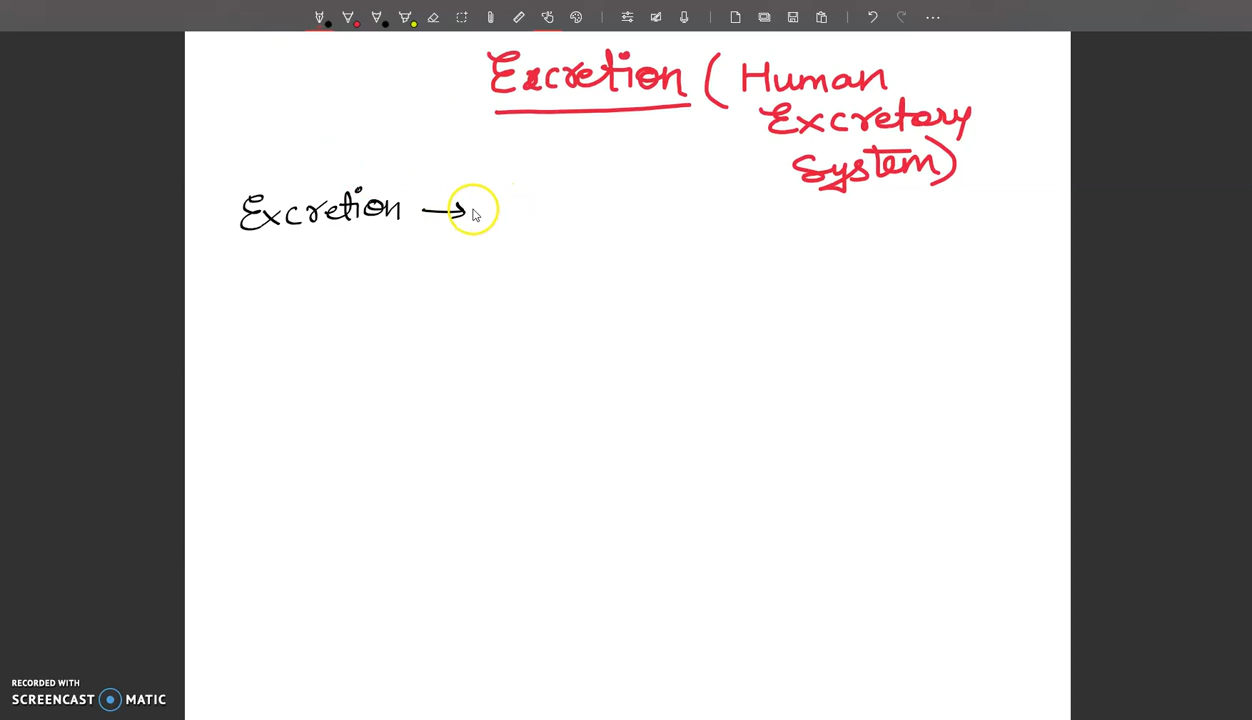 Excretion ( Human
Excretory
System)
Excretion →
RECORDED WITH
SCREENCAST MATIC